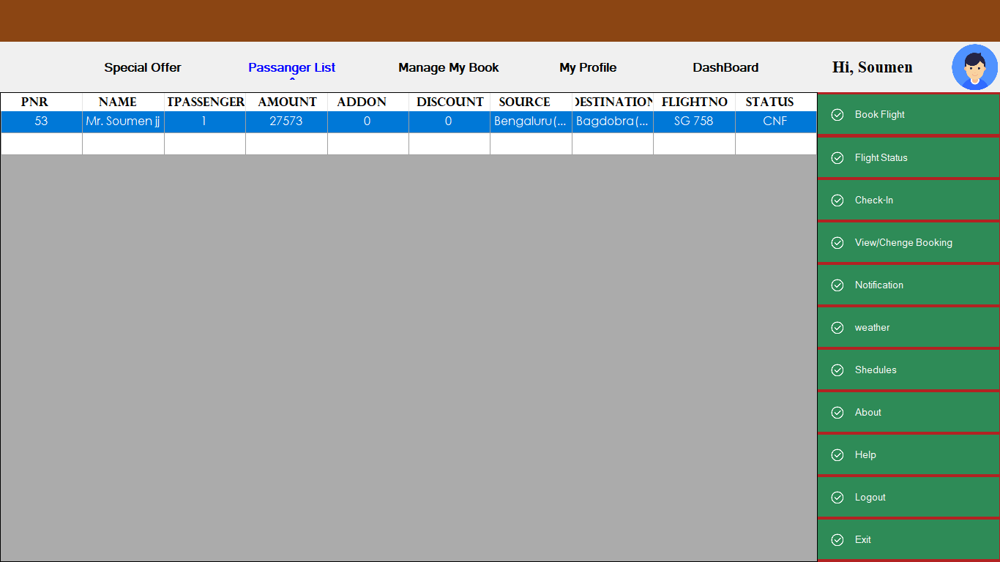 Special Offer Passanger List Manage My Book My Profile DashBoard Hi, Soumen
PNR NAME TPASSENGER AMOUNT ADDON DISCOUNT SOURCE DESTINATION FLIGHTNO STATUS
53 Mr. Soumen jj 1 27573 0 0 Bengaluru(... Bagdobra(... SG 758 CNF
Book Flight
Flight Status
Check-In
View/Chenge Booking
Notification
weather
Shedules
About
Help
Logout
Exit